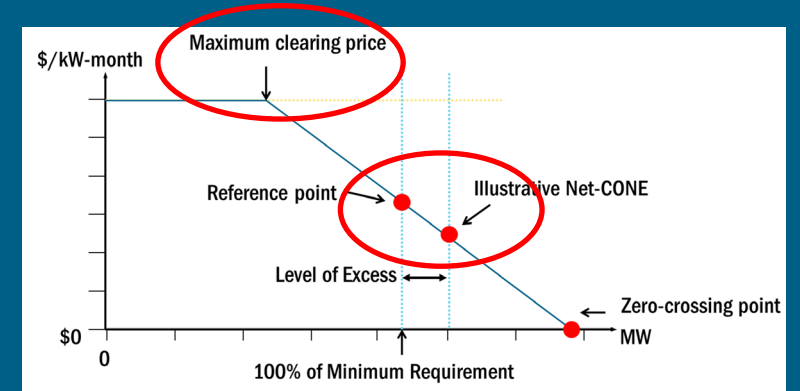 Maximum clearing price
$/kW-month
Reference point
Illustrative Net-CONE
Level of Excess
Zero-crossing point
$0
MW
0
100% of Minimum Requirement